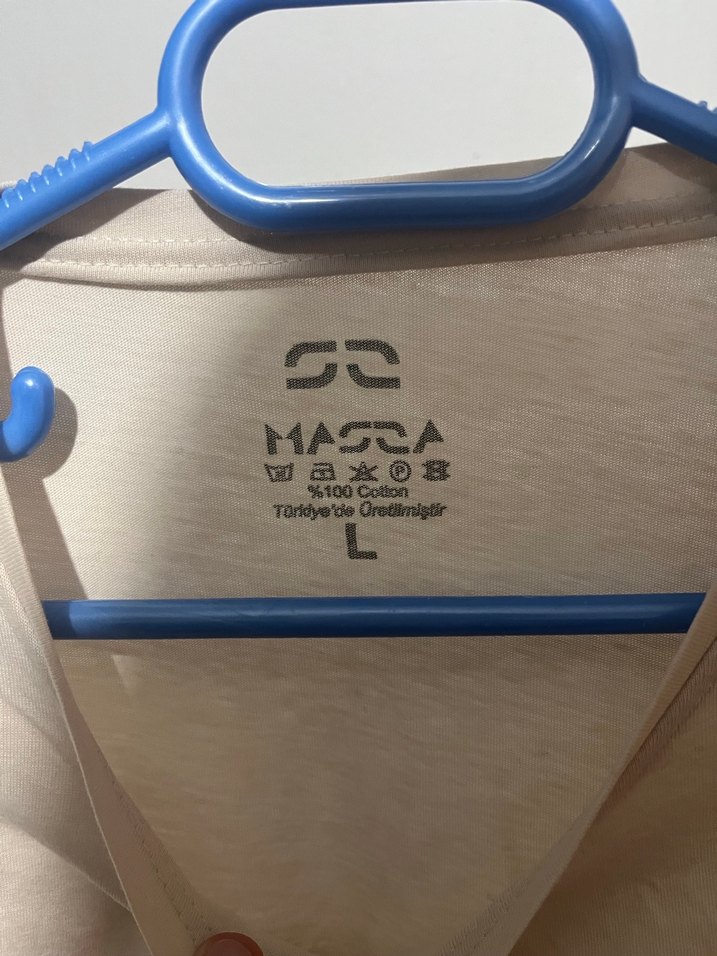 MASCA
%100 Cotton
Türkiye'de Üretilmiştir
L